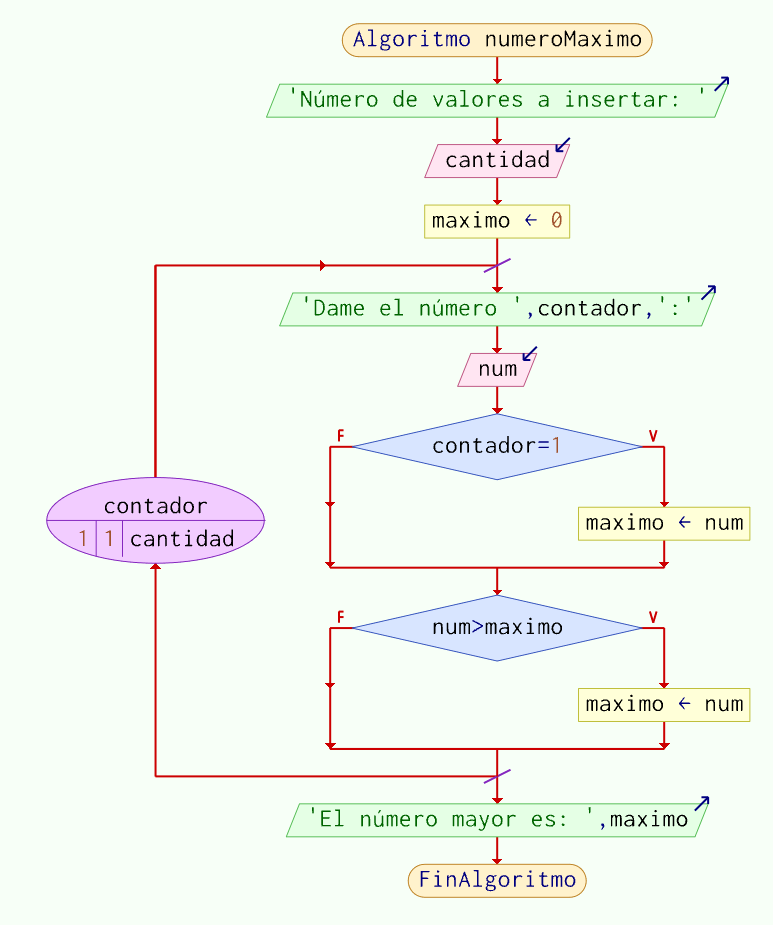 Algoritmo numeroMaximo
'Número de valores a insertar: '
cantidad
maximo ← 0
'Dame el número ',contador,':'
num
contador=1
F
V
maximo ← num
contador
1 1 cantidad
num>maximo
F
V
maximo ← num
'El número mayor es: ',maximo
FinAlgoritmo